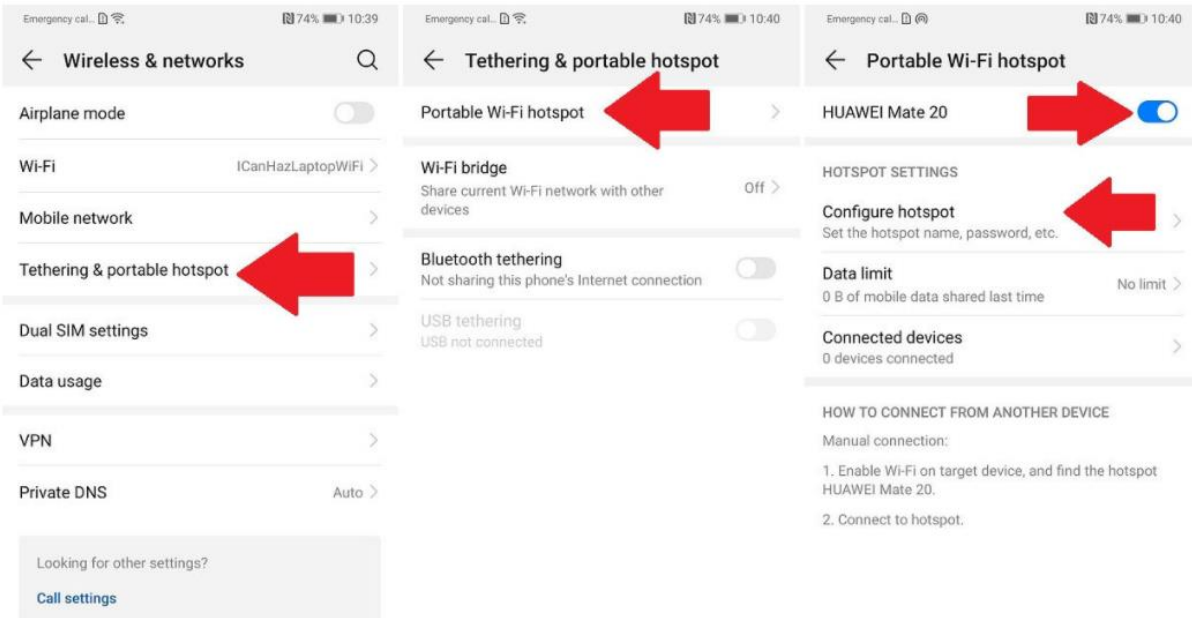 Emergency cal...
74% 10:39
Wireless & networks
Airplane mode
Wi-Fi
ICanHazLaptopWiFi
Mobile network
Tethering & portable hotspot
Dual SIM settings
Data usage
VPN
Private DNS
Auto
Looking for other settings?
Call settings
Emergency cal...
74% 10:40
Tethering & portable hotspot
Portable Wi-Fi hotspot
Wi-Fi bridge
Share current Wi-Fi network with other
devices
Off
Bluetooth tethering
Not sharing this phone's Internet connection
USB tethering
USB not connected
Emergency cal...
74% 10:40
Portable Wi-Fi hotspot
HUAWEI Mate 20
HOTSPOT SETTINGS
Configure hotspot
Set the hotspot name, password, etc.
Data limit
0 B of mobile data shared last time
No limit
Connected devices
0 devices connected
HOW TO CONNECT FROM ANOTHER DEVICE
Manual connection:
1. Enable Wi-Fi on target device, and find the hotspot
HUAWEI Mate 20.
2. Connect to hotspot.